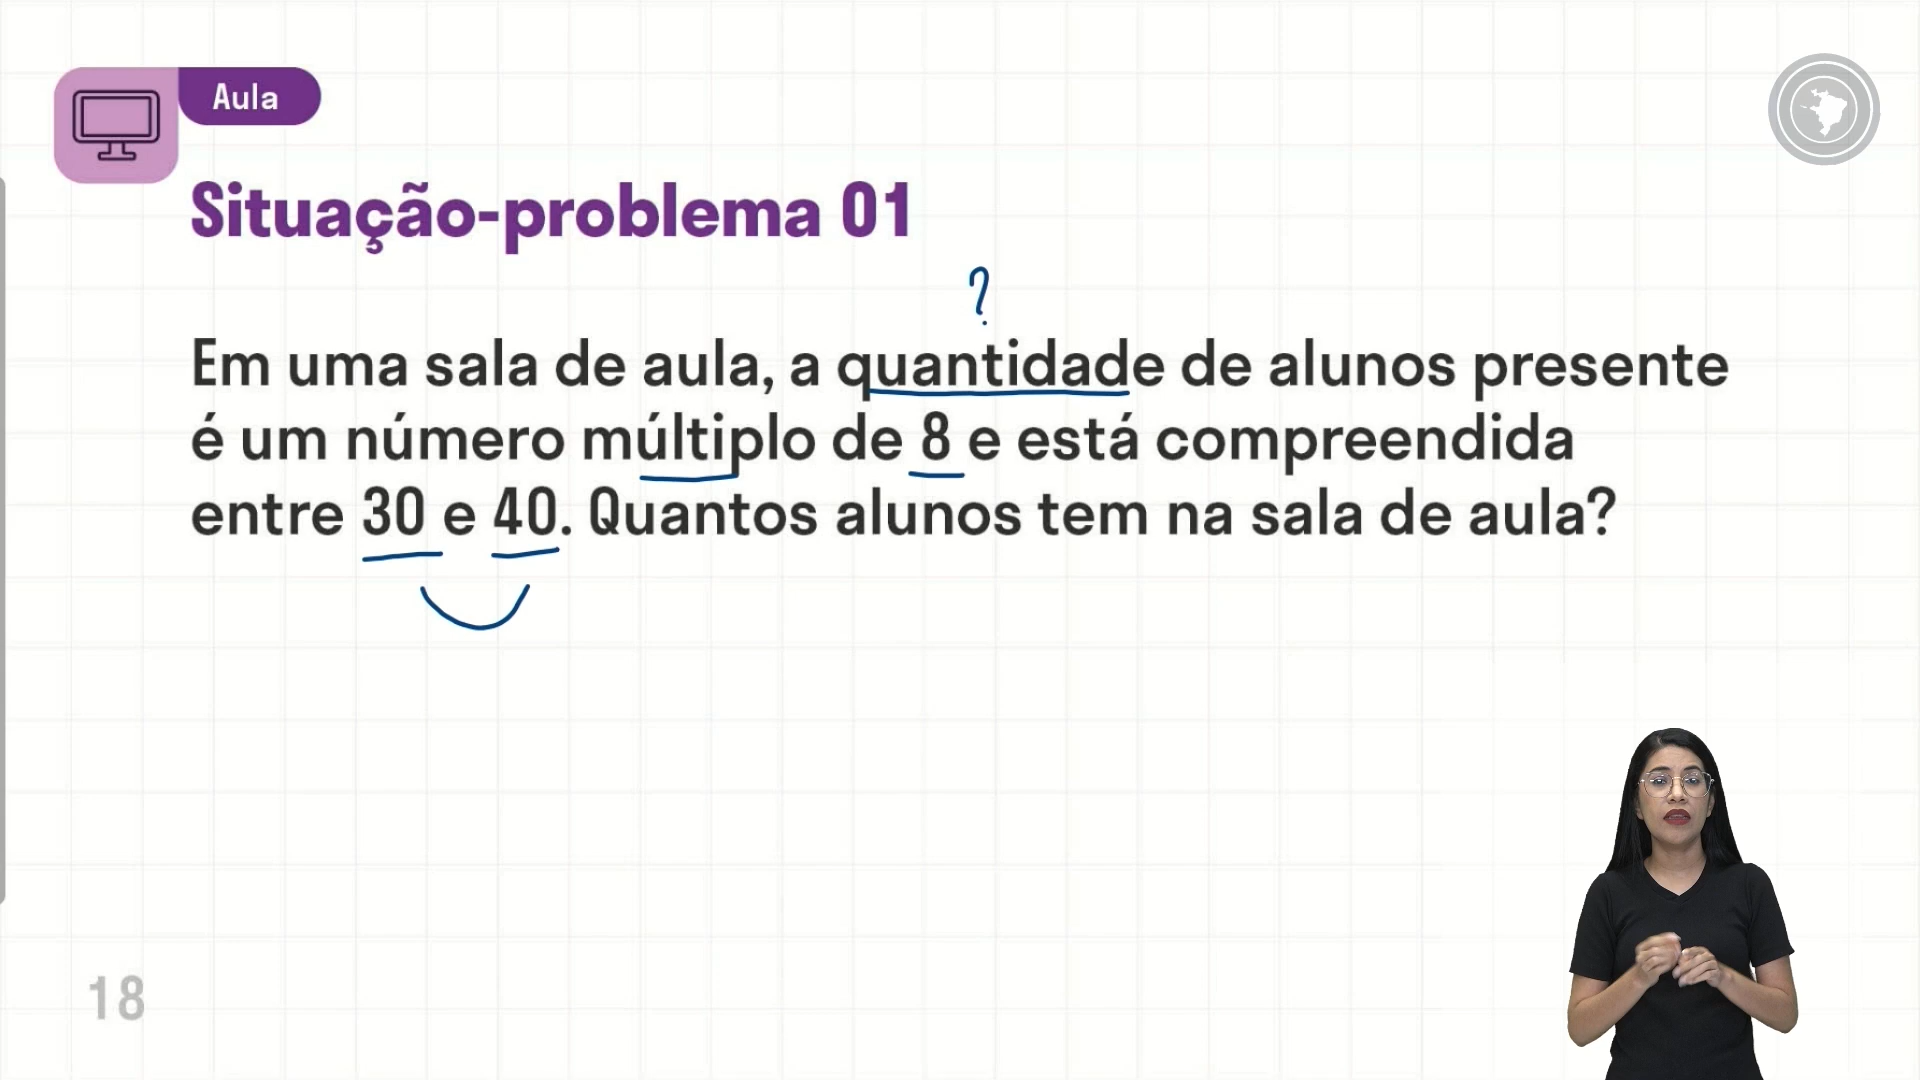 Aula
Situação-problema 01
?
Em uma sala de aula, a quantidade de alunos presente
é um número múltiplo de 8 e está compreendida
entre 30 e 40. Quantos alunos tem na sala de aula?
18